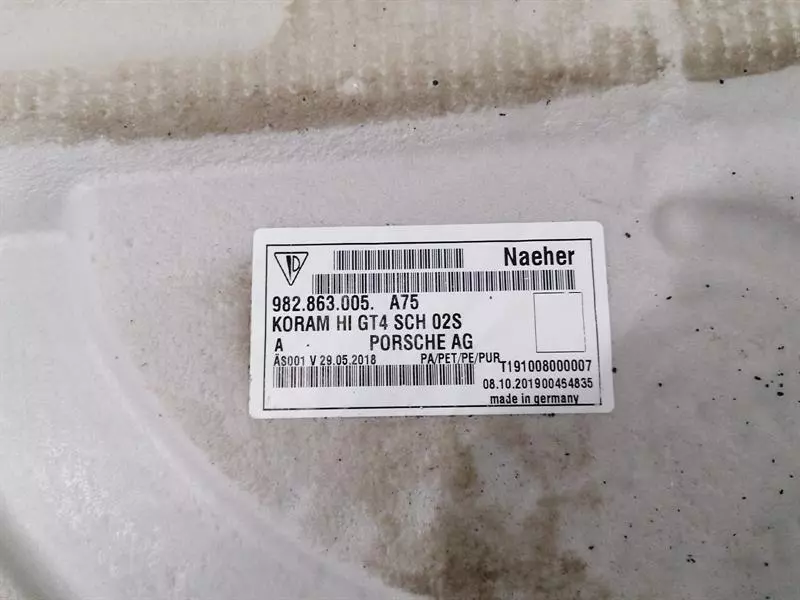 Naeher
982.863.005. A75
KORAM HI GT4 SCH 02S
A PORSCHE AG
ÄS001 V 29.05.2018 PA/PET/PE/PUR
T191008000007
08.10.201900454835
made in germany